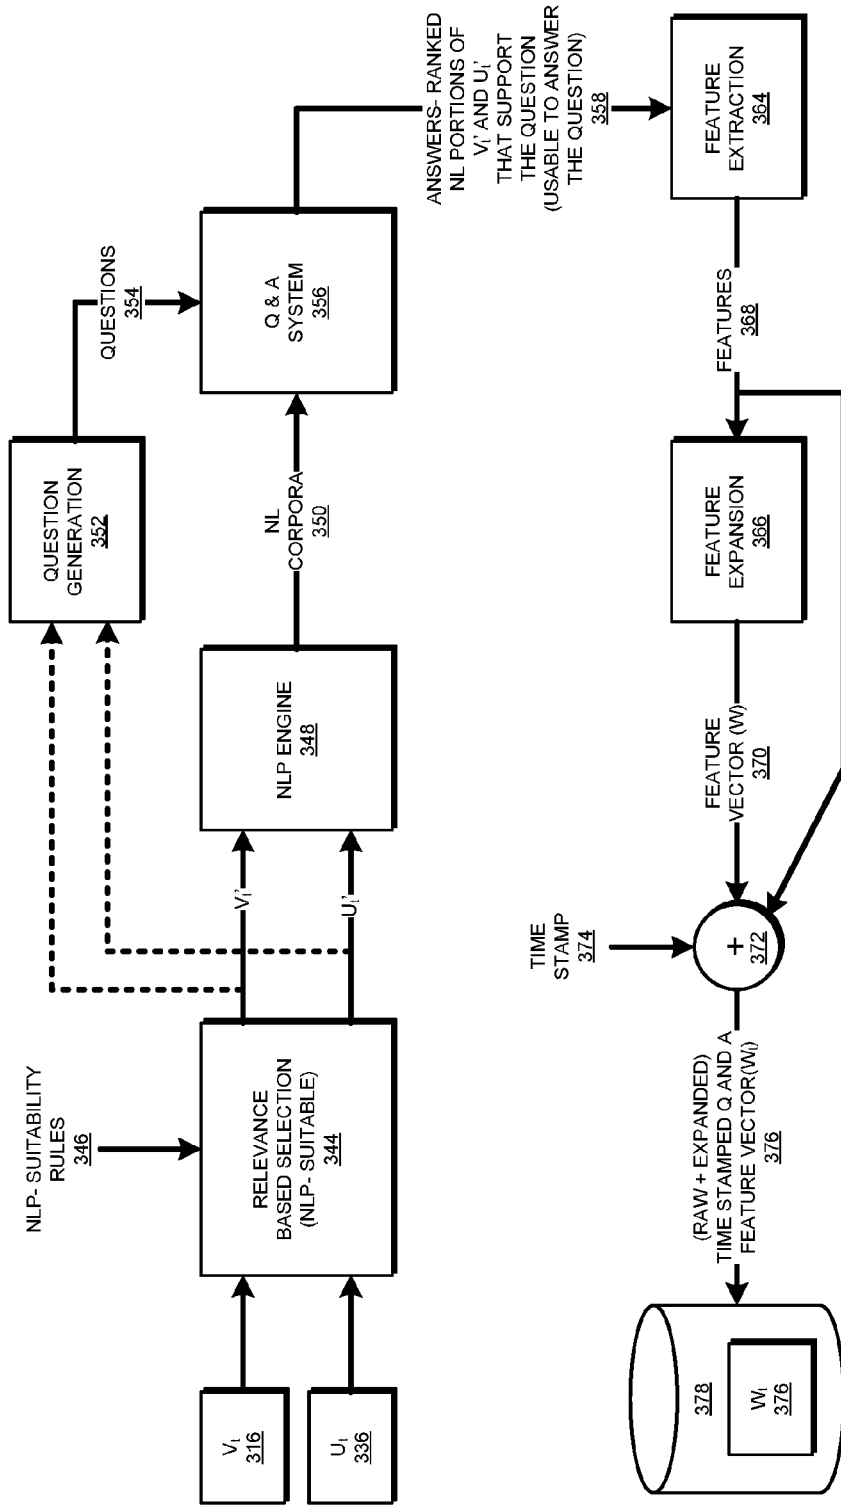 V_t
316
U_t
336
NLP- SUITABILITY
RULES
346
RELEVANCE
BASED SELECTION
(NLP- SUITABLE)
344
V_t'
U_t'
NLP ENGINE
348
QUESTION
GENERATION
352
NL
CORPORA
350
QUESTIONS
354
Q & A
SYSTEM
356
ANSWERS- RANKED
NL PORTIONS OF
V_t' AND U_t'
THAT SUPPORT
THE QUESTION
(USABLE TO ANSWER
THE QUESTION)
358
FEATURE
EXTRACTION
364
FEATURES
368
FEATURE
EXPANSION
366
FEATURE
VECTOR (W)
370
TIME
STAMP
374
+
372
(RAW + EXPANDED)
TIME STAMPED Q AND A
FEATURE VECTOR(W_t)
376
378
W_t
376